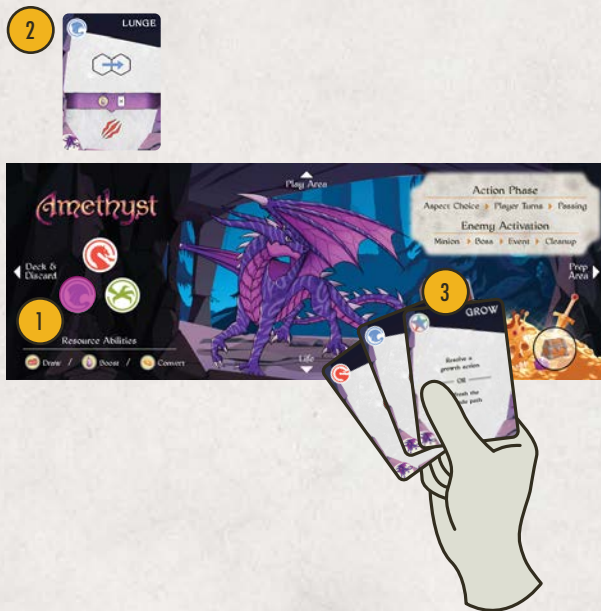 2
LUNGE
Play Area
Amethyst
Action Phase
Aspect Choice Player Turns Passing
Enemy Activation
Minion Boss Event Cleanup
Deck &
Discard
Prep
Area
1
3
GROW
Resource Abilities
Draw / Boost / Convert
Life
Resolve a
growth action
OR
path